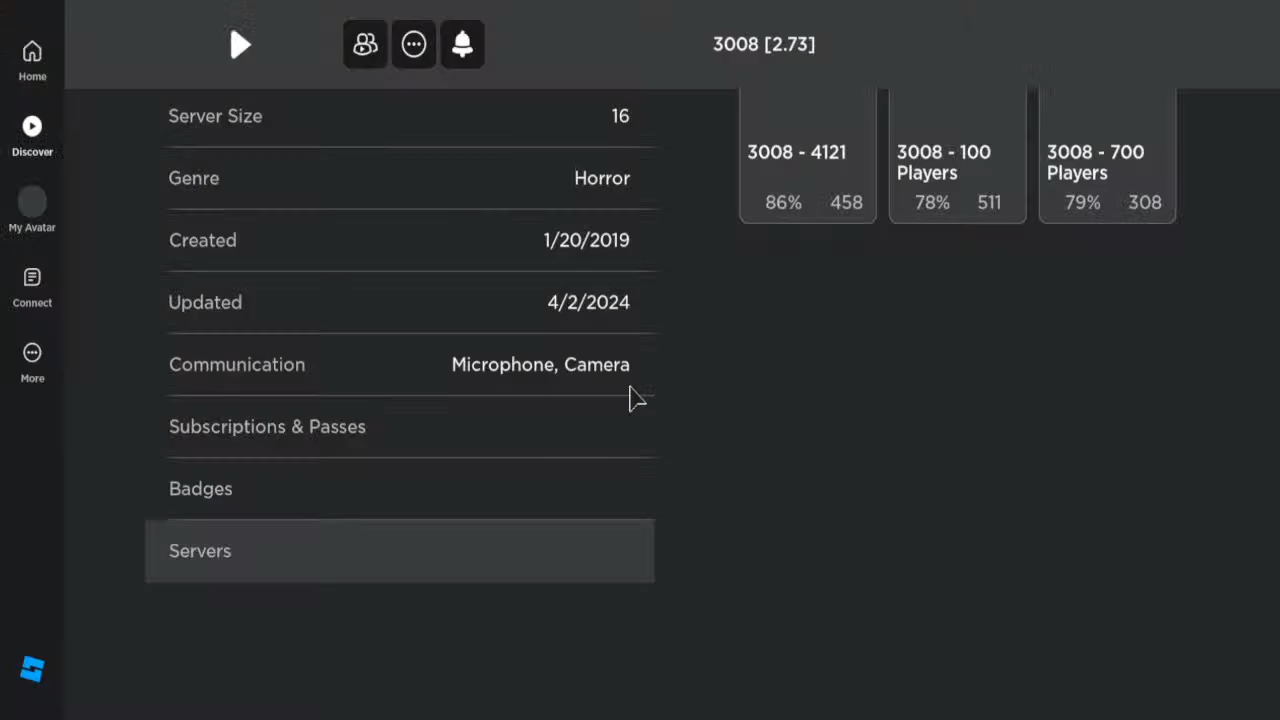 Home
Discover
My Avatar
Connect
More
3008 [2.73]
Server Size 16
Genre Horror
Created 1/20/2019
Updated 4/2/2024
Communication Microphone, Camera
Subscriptions & Passes
Badges
Servers
3008 - 4121
86% 458
3008 - 100
Players
78% 511
3008 - 700
Players
79% 308